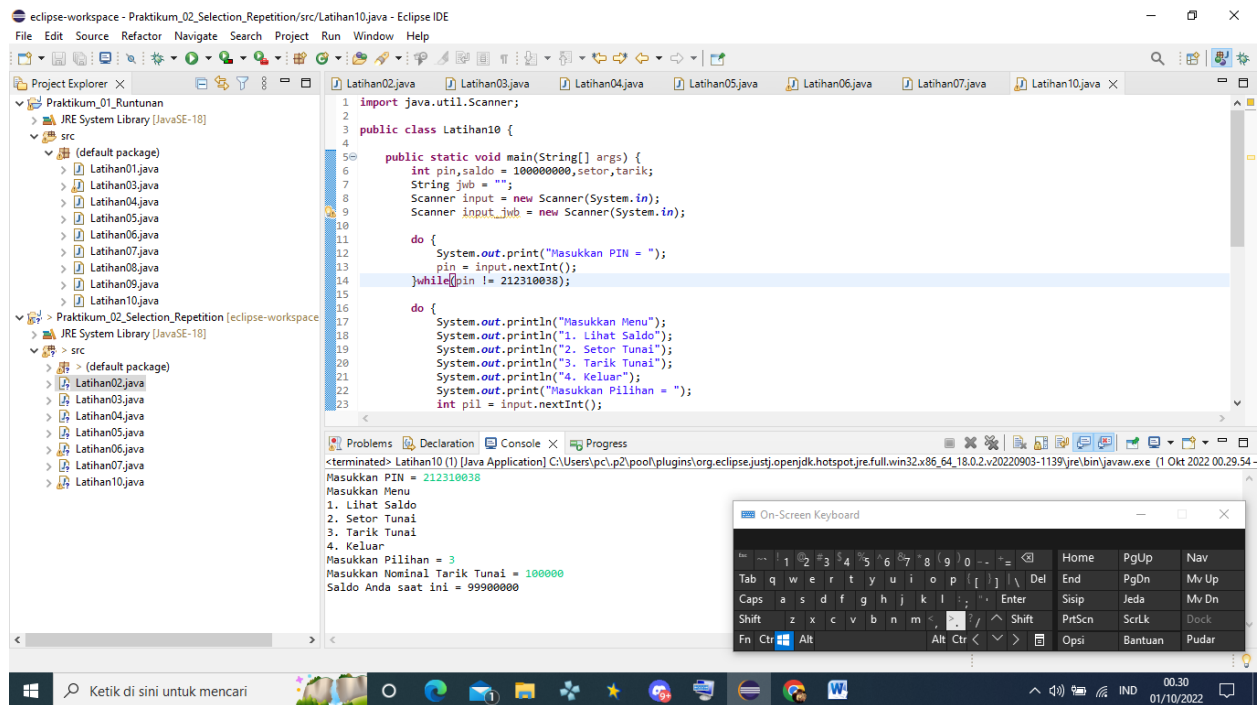 eclipse-workspace - Praktikum_02_Selection_Repetition/src/Latihan10.java - Eclipse IDE
File Edit Source Refactor Navigate Search Project Run Window Help
Project Explorer
Praktikum_01_Runtunan
JRE System Library [JavaSE-18]
src
(default package)
Latihan01.java
Latihan03.java
Latihan04.java
Latihan05.java
Latihan06.java
Latihan07.java
Latihan08.java
Latihan09.java
Latihan10.java
> Praktikum_02_Selection_Repetition [eclipse-workspace
JRE System Library [JavaSE-18]
> src
> (default package)
Latihan02.java
Latihan03.java
Latihan04.java
Latihan05.java
Latihan06.java
Latihan07.java
Latihan10.java
Latihan02.java Latihan03.java Latihan04.java Latihan05.java Latihan06.java Latihan07.java Latihan10.java
1 import java.util.Scanner;
2
3 public class Latihan10 {
4
5 public static void main(String[] args) {
6 int pin,saldo = 100000000,setor,tarik;
7 String jwb = "";
8 Scanner input = new Scanner(System.in);
9 Scanner input_jwb = new Scanner(System.in);
10
11 do {
12 System.out.print("Masukkan PIN = ");
13 pin = input.nextInt();
14 }while(pin != 212310038);
15
16 do {
17 System.out.println("Masukkan Menu");
18 System.out.println("1. Lihat Saldo");
19 System.out.println("2. Setor Tunai");
20 System.out.println("3. Tarik Tunai");
21 System.out.println("4. Keluar");
22 System.out.print("Masukkan Pilihan = ");
23 int pil = input.nextInt();
Problems Declaration Console Progress
<terminated> Latihan10 (1) [Java Application] C:\Users\pc\.p2\pool\plugins\org.eclipse.justj.openjdk.hotspot.jre.full.win32.x86_64_18.0.2.v20220903-1139\jre\bin\javaw.exe (1 Okt 2022 00.29.54 -
Masukkan PIN = 212310038
Masukkan Menu
1. Lihat Saldo
2. Setor Tunai
3. Tarik Tunai
4. Keluar
Masukkan Pilihan = 3
Masukkan Nominal Tarik Tunai = 100000
Saldo Anda saat ini = 99900000
On-Screen Keyboard
! 1 @ 2 # 3 $ 4 % 5 ^ 6 & 7 * 8 ( 9 ) 0 _ - + = Home PgUp Nav
Tab q w e r t y u i o p { [ } ] | \ Del End PgDn Mv Up
Caps a s d f g h j k l : ; " ' Enter Sisip Jeda Mv Dn
Shift z x c v b n m < , > . ? / Shift PrtScn ScrLk Dock
Fn Ctr Alt Alt Ctr Opsi Bantuan Pudar
Ketik di sini untuk mencari
1
9+
IND
00.30
01/10/2022